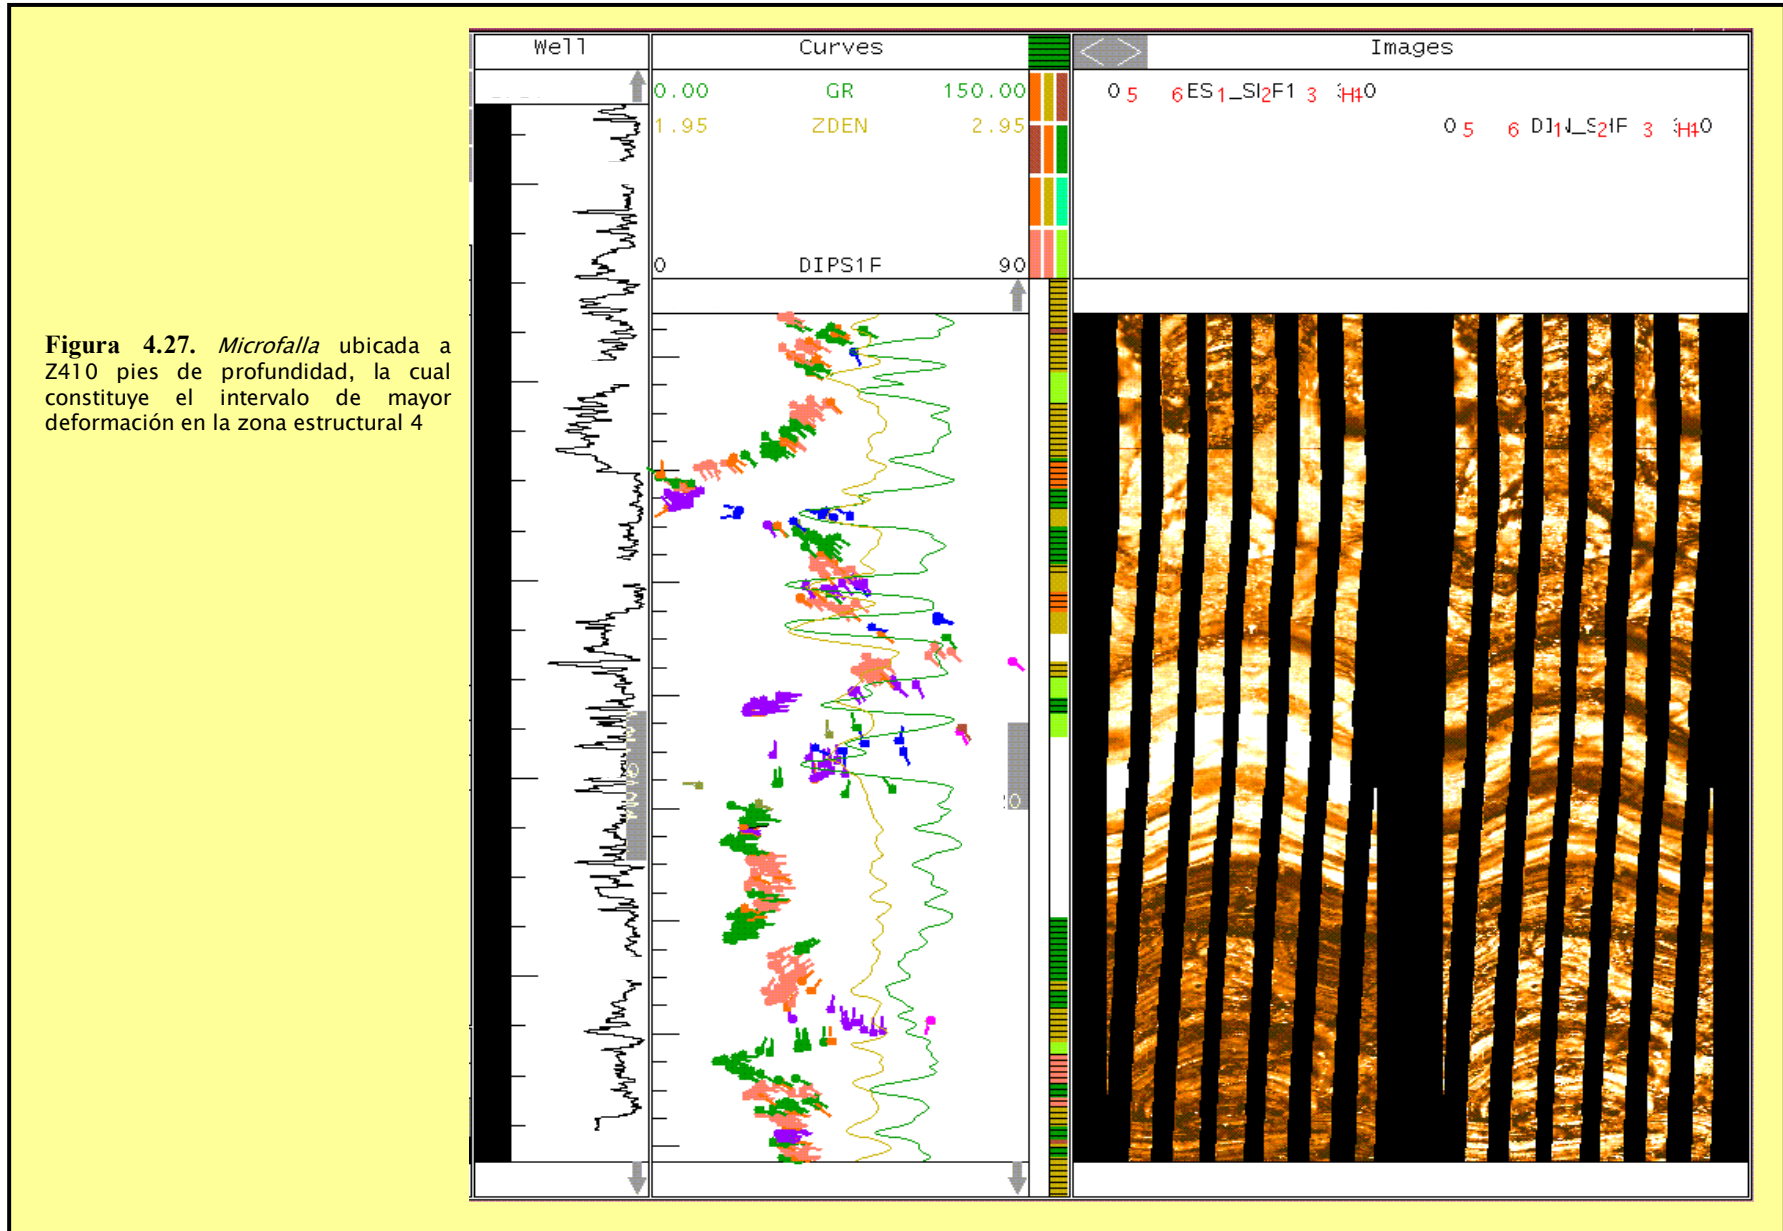 Well
Curves
Images
0.00 GR 150.00
1.95 ZDEN 2.95
0 DIPS1F 90
Figura 4.27. Microfalla ubicada a
Z410 pies de profundidad, la cual
constituye el intervalo de mayor
deformación en la zona estructural 4